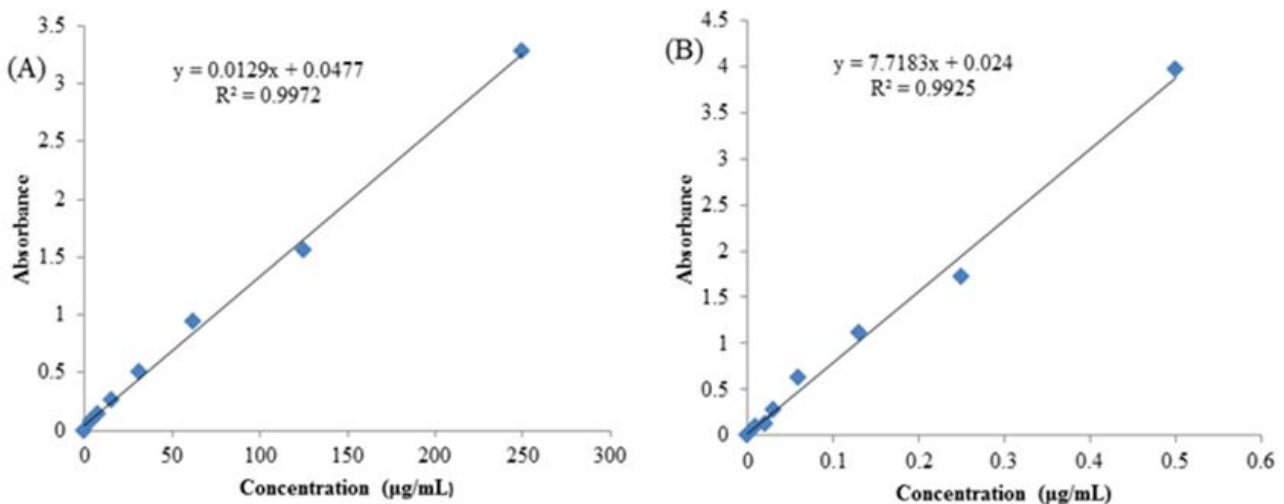 (A)
y = 0.0129x + 0.0477
R² = 0.9972
Absorbance
3.5
3
2.5
2
1.5
1
0.5
0
0 50 100 150 200 250 300
Concentration (µg/mL)
(B)
y = 7.7183x + 0.024
R² = 0.9925
Absorbance
4.5
4
3.5
3
2.5
2
1.5
1
0.5
0
0 0.1 0.2 0.3 0.4 0.5 0.6
Concentration (µg/mL)